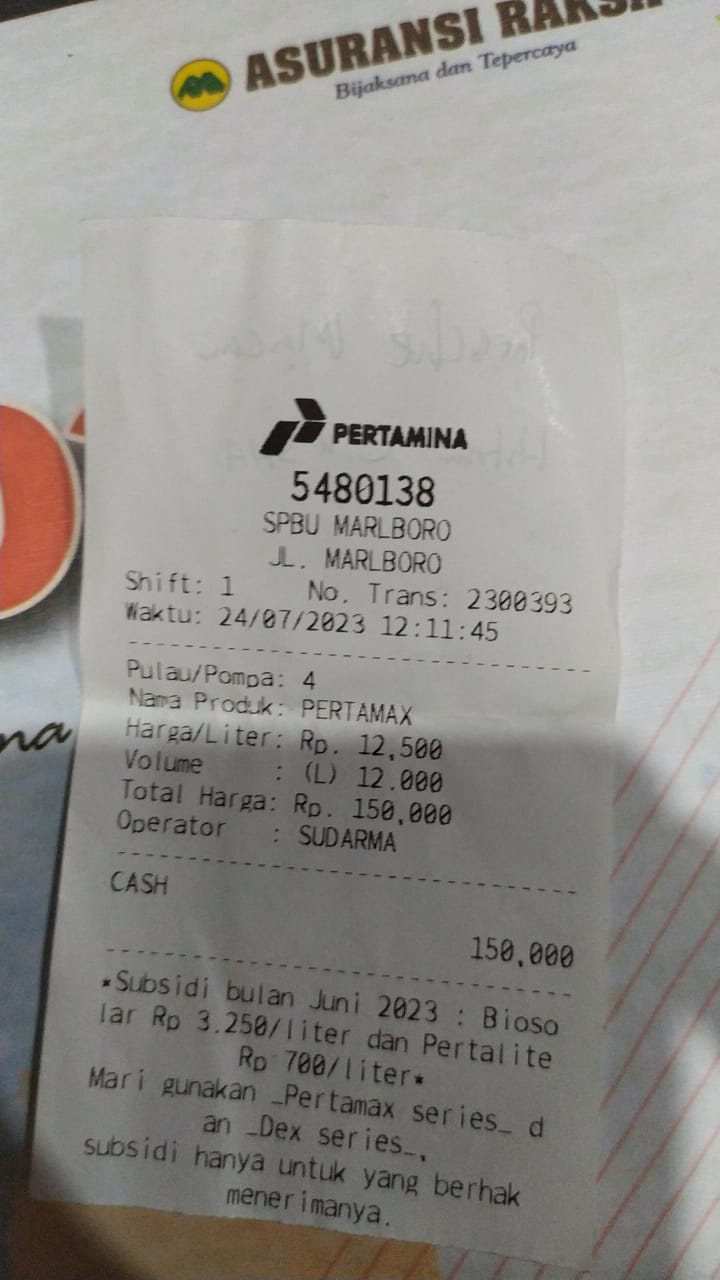 ASURANSI RAKSA
Bijaksana dan Tepercaya
PERTAMINA
5480138
SPBU MARLBORO
JL. MARLBORO
Shift: 1 No. Trans: 2300393
Waktu: 24/07/2023 12:11:45
Pulau/Pompa: 4
Nama Produk: PERTAMAX
Harga/Liter: Rp. 12,500
Volume : (L) 12.000
Total Harga: Rp. 150,000
Operator : SUDARMA
CASH
150,000
*Subsidi bulan Juni 2023 : Bioso
lar Rp 3.250/liter dan Pertalite
Rp 700/liter*
Mari gunakan _Pertamax series_ d
an _Dex series_,
subsidi hanya untuk yang berhak
menerimanya.
na